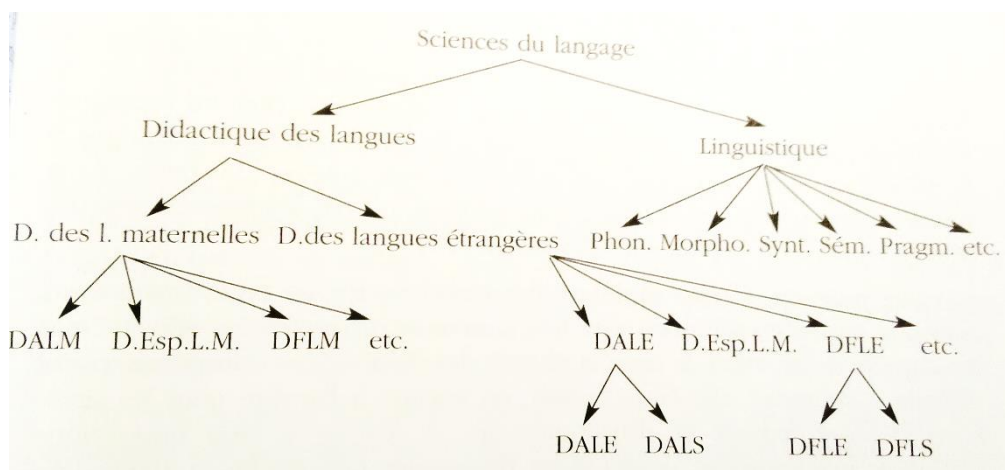 Sciences du langage
Didactique des langues Linguistique
D. des l. maternelles D.des langues étrangères Phon. Morpho. Synt. Sém. Pragm. etc.
DALM D.Esp.L.M. DFLM etc. DALE D.Esp.L.M. DFLE etc.
DALE DALS DFLE DFLS